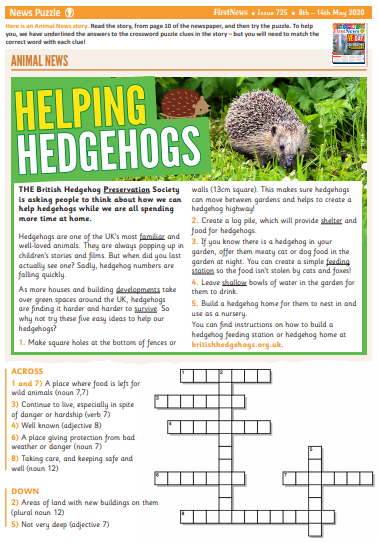 News Puzzle
FirstNews • Issue 725 • 8th – 14th May 2020
Here is an Animal News story. Read the story, from page 10 of the newspaper, and then try the puzzle. To help
you, we have underlined the answers to the crossword puzzle clues in the story – but you will need to match the
correct word with each clue!
FirstNews
ANIMAL NEWS
HELPING
HEDGEHOGS
THE British Hedgehog Preservation Society
is asking people to think about how we can
help hedgehogs while we are all spending
more time at home.
Hedgehogs are one of the UK's most familiar and
well-loved animals. They are always popping up in
children's stories and films. But when did you last
actually see one? Sadly, hedgehog numbers are
falling quickly.
As more houses and building developments take
over green spaces around the UK, hedgehogs
are finding it harder and harder to survive. So
why not try these five easy ideas to help our
hedgehogs?
1. Make square holes at the bottom of fences or
walls (13cm square). This makes sure hedgehogs
can move between gardens and helps to create a
hedgehog highway!
2. Create a log pile, which will provide shelter and
food for hedgehogs.
3. If you know there is a hedgehog in your
garden, offer them meaty cat or dog food in the
garden at night. You can create a simple feeding
station so the food isn't stolen by cats and foxes!
4. Leave shallow bowls of water in the garden for
them to drink.
5. Build a hedgehog home for them to nest in and
use as a nursery.
You can find instructions on how to build a
hedgehog feeding station or hedgehog home at
britishhedgehogs.org.uk.
ACROSS
1 and 7) A place where food is left for
wild animals (noun 7,7)
3) Continue to live, especially in spite
of danger or hardship (verb 7)
4) Well known (adjective 8)
6) A place giving protection from bad
weather or danger (noun 7)
8) Taking care, and keeping safe and
well (noun 12)
DOWN
2) Areas of land with new buildings on them
(plural noun 12)
5) Not very deep (adjective 7)
1
2
3
4
5
6
7
8